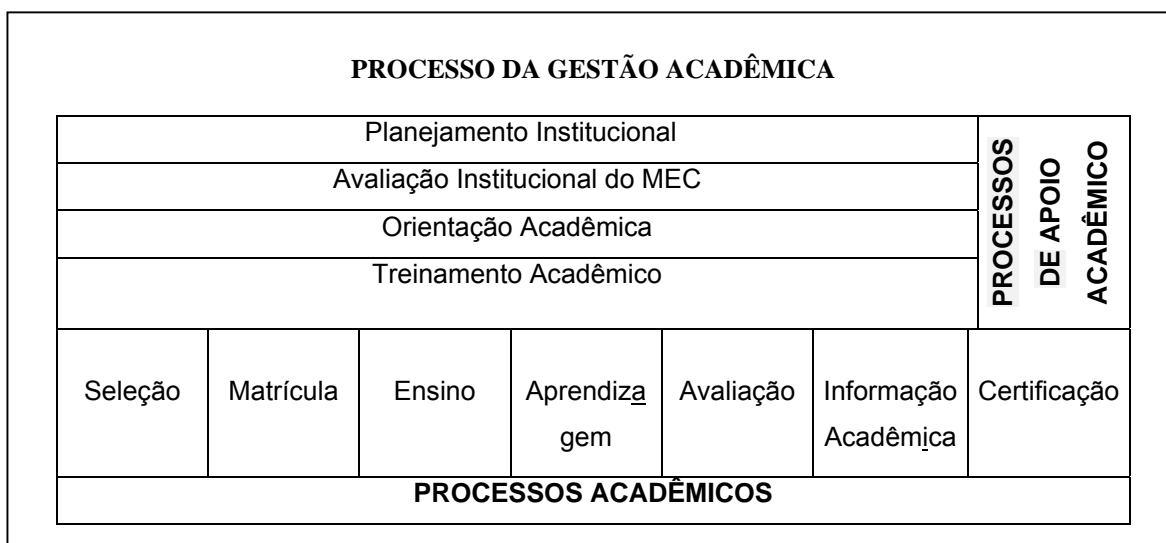 PROCESSO DA GESTÃO ACADÊMICA
Planejamento Institucional
Avaliação Institucional do MEC
Orientação Acadêmica
Treinamento Acadêmico
PROCESSOS
DE APOIO
ACADÊMICO
Seleção
Matrícula
Ensino
Aprendiza
gem
Avaliação
Informação
Acadêmica
Certificação
PROCESSOS ACADÊMICOS